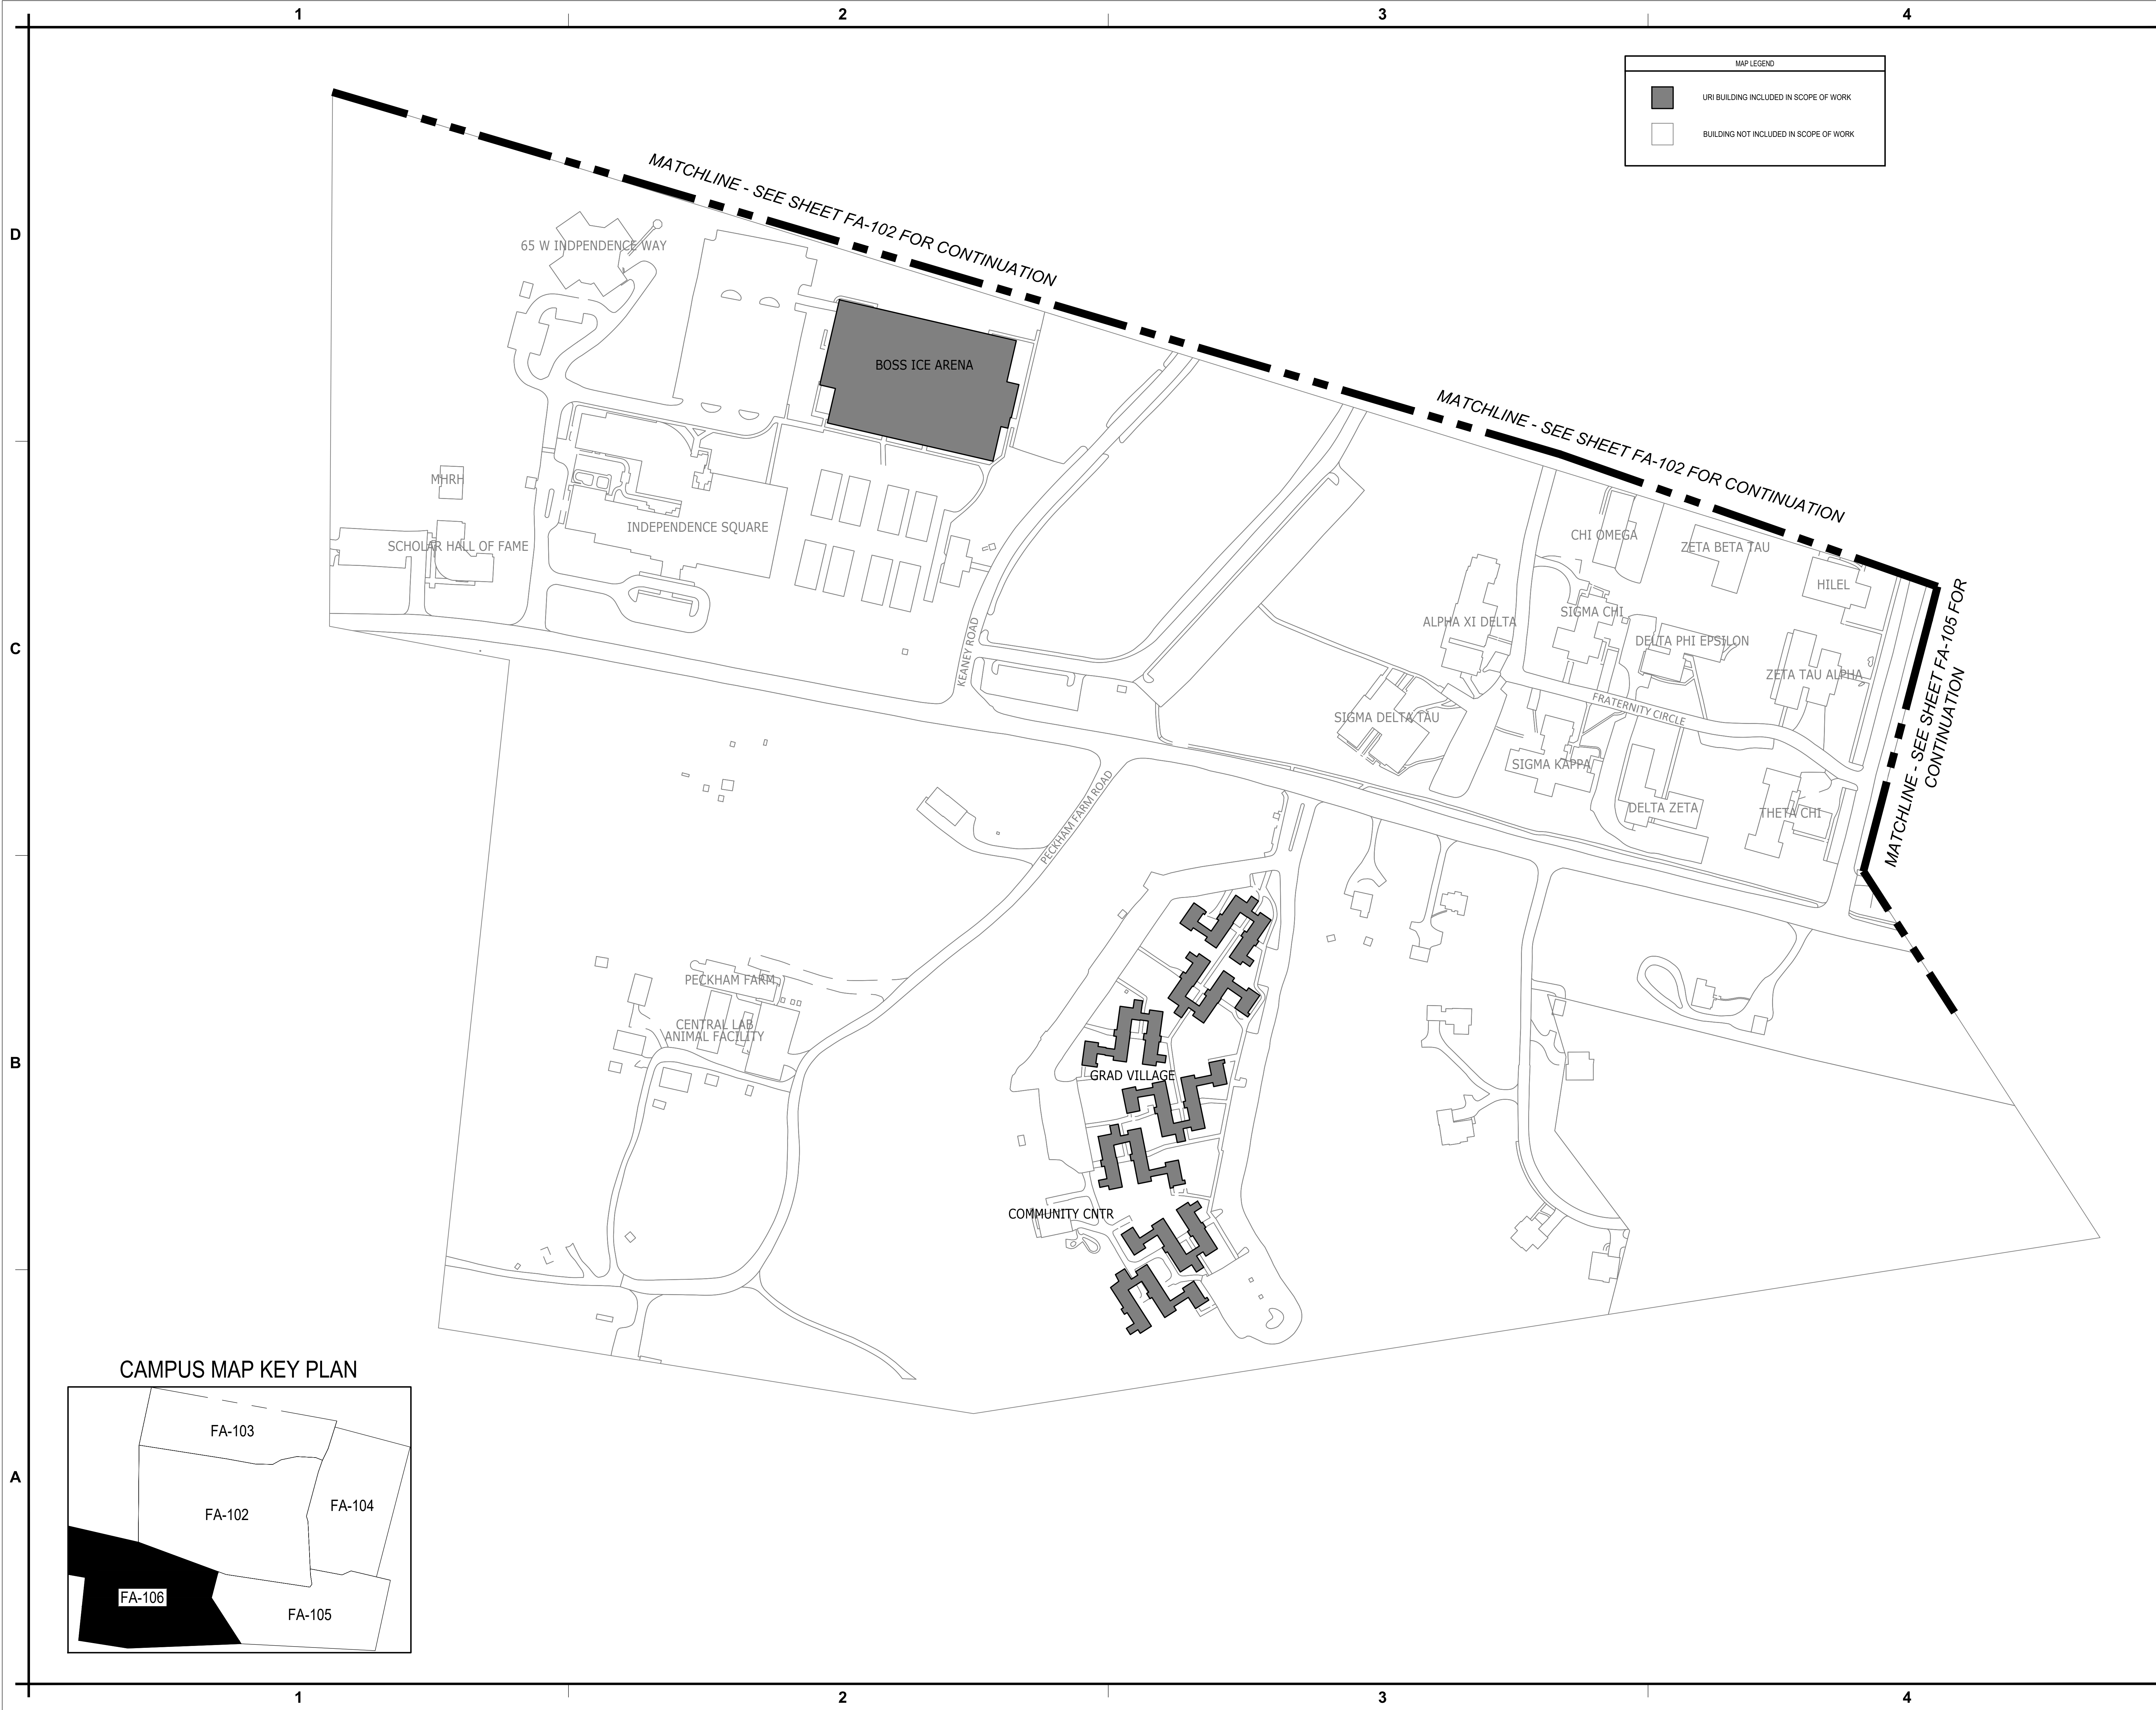 1 2 3 4
MAP LEGEND
URI BUILDING INCLUDED IN SCOPE OF WORK
BUILDING NOT INCLUDED IN SCOPE OF WORK
D
MATCHLINE - SEE SHEET FA-102 FOR CONTINUATION
65 W INDPENDENCE WAY
BOSS ICE ARENA
MATCHLINE - SEE SHEET FA-102 FOR CONTINUATION
MHRH
SCHOLAR HALL OF FAME
INDEPENDENCE SQUARE
CHI OMEGA
ZETA BETA TAU
HILEL
SIGMA CHI
ALPHA XI DELTA
DELTA PHI EPSILON
C
KEANEY ROAD
ZETA TAU ALPHA
MATCHLINE - SEE SHEET FA-105 FOR
CONTINUATION
SIGMA DELTA TAU
FRATERNITY CIRCLE
SIGMA KAPPA
DELTA ZETA
THETA CHI
PECKHAM FARM ROAD
PECKHAM FARM
CENTRAL LAB
ANIMAL FACILITY
B
GRAD VILLAGE
COMMUNITY CNTR
CAMPUS MAP KEY PLAN
FA-103
FA-104
FA-102
FA-106
FA-105
A
1 2 3 4